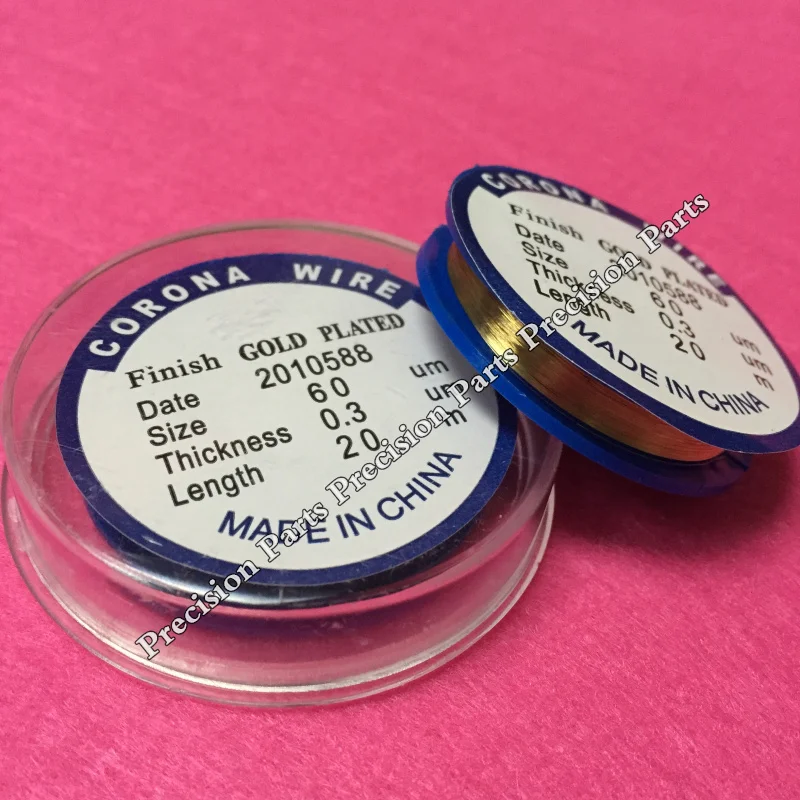 CORONA WIRE
Finish GOLD PLATED
Date 2010588
Size 60 um
Thickness 0.3 um
Length 20 m
MADE IN CHINA
CORONA WIRE
Finish GOLD PLATED
Date 2010588
Size 60 um
Thickness 0.3 um
Length 20 m
MADE IN CHINA
Precision Parts Precision Parts Precision Parts